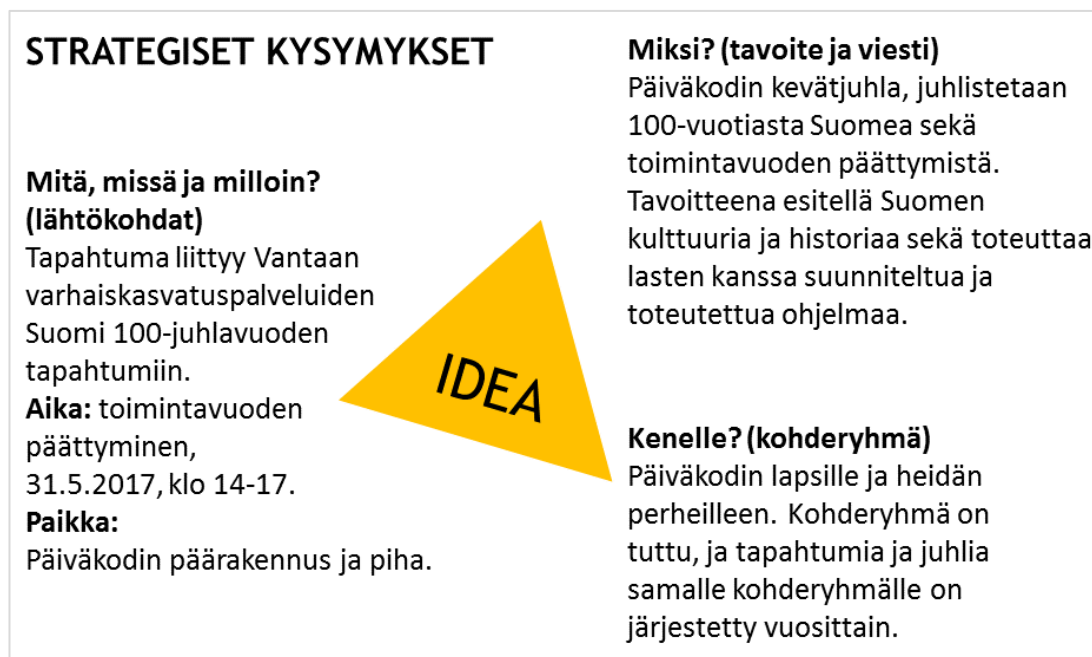 STRATEGISET KYSYMYKSET
Mitä, missä ja milloin?
(lähtökohdat)
Tapahtuma liittyy Vantaan
varhaiskasvatuspalveluiden
Suomi 100-juhlavuoden
tapahtumiin.
Aika: toimintavuoden
päättyminen,
31.5.2017, klo 14-17.
Paikka:
Päiväkodin päärakennus ja piha.
IDEA
Miksi? (tavoite ja viesti)
Päiväkodin kevätjuhla, juhlistetaan
100-vuotiasta Suomea sekä
toimintavuoden päättymistä.
Tavoitteena esitellä Suomen
kulttuuria ja historiaa sekä toteuttaa
lasten kanssa suunniteltua ja
toteutettua ohjelmaa.
Kenelle? (kohderyhmä)
Päiväkodin lapsille ja heidän
perheilleen. Kohderyhmä on
tuttu, ja tapahtumia ja juhlia
samalle kohderyhmälle on
järjestetty vuosittain.